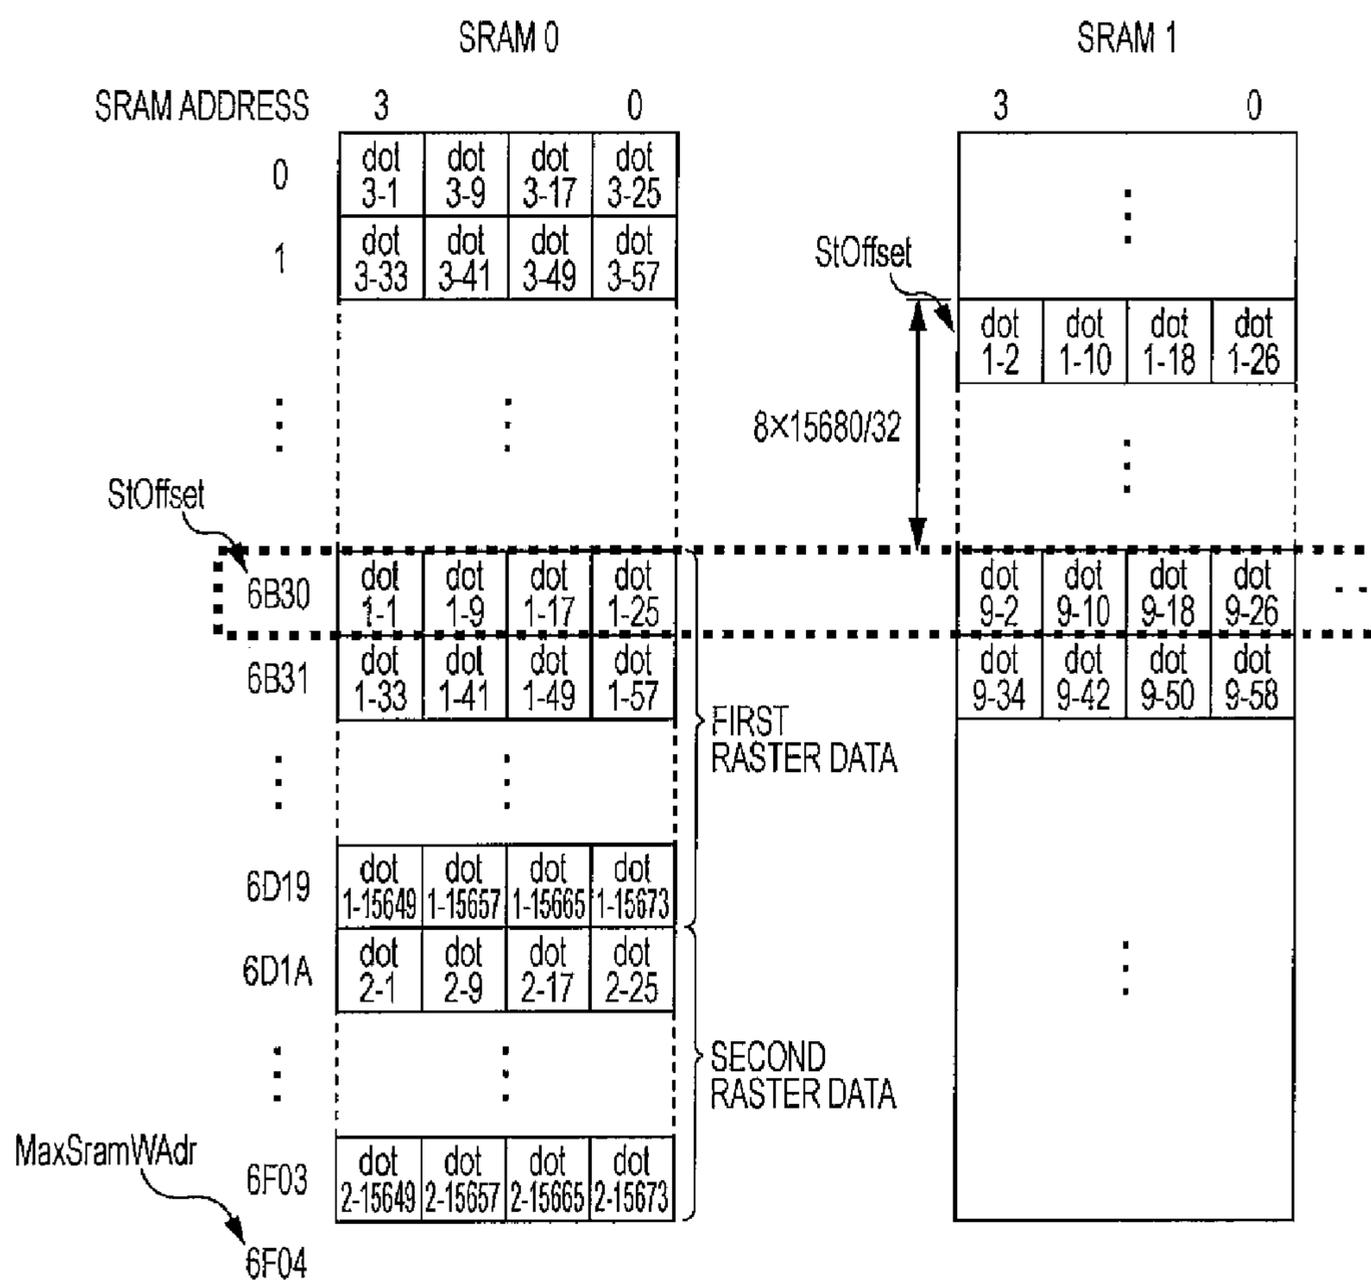 SRAM 0
SRAM 1
SRAM ADDRESS 3 0
3 0
0 dot 3-1 dot 3-9 dot 3-17 dot 3-25
1 dot 3-33 dot 3-41 dot 3-49 dot 3-57
StOffset
dot 1-2 dot 1-10 dot 1-18 dot 1-26
8×15680/32
StOffset
6B30 dot 1-1 dot 1-9 dot 1-17 dot 1-25
dot 9-2 dot 9-10 dot 9-18 dot 9-26
6B31 dot 1-33 dot 1-41 dot 1-49 dot 1-57
dot 9-34 dot 9-42 dot 9-50 dot 9-58
FIRST
RASTER DATA
6D19 dot 1-15649 dot 1-15657 dot 1-15665 dot 1-15673
6D1A dot 2-1 dot 2-9 dot 2-17 dot 2-25
SECOND
RASTER DATA
MaxSramWAdr
6F03 dot 2-15649 dot 2-15657 dot 2-15665 dot 2-15673
6F04